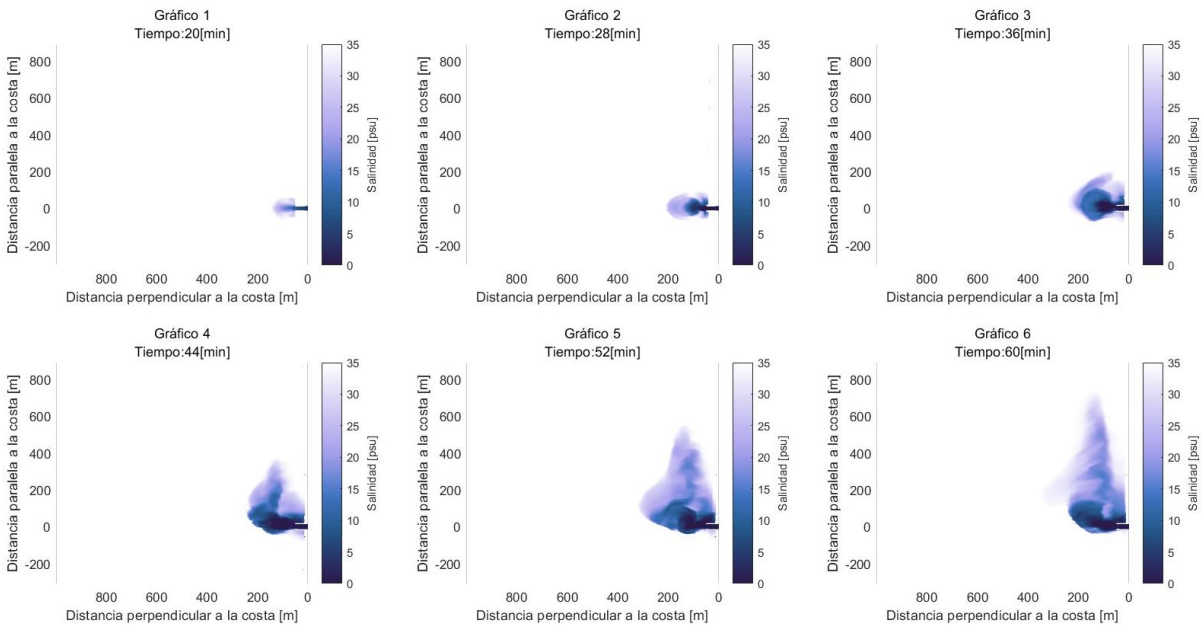 Gráfico 1
Tiempo:20[min]
Distancia paralela a la costa [m]
800
600
400
200
0
-200
800 600 400 200 0
Distancia perpendicular a la costa [m]
35
30
25
20
15
10
5
0
Salinidad [psu]
Gráfico 2
Tiempo:28[min]
Distancia paralela a la costa [m]
800
600
400
200
0
-200
800 600 400 200 0
Distancia perpendicular a la costa [m]
35
30
25
20
15
10
5
0
Salinidad [psu]
Gráfico 3
Tiempo:36[min]
Distancia paralela a la costa [m]
800
600
400
200
0
-200
800 600 400 200 0
Distancia perpendicular a la costa [m]
35
30
25
20
15
10
5
0
Salinidad [psu]
Gráfico 4
Tiempo:44[min]
Distancia paralela a la costa [m]
800
600
400
200
0
-200
800 600 400 200 0
Distancia perpendicular a la costa [m]
35
30
25
20
15
10
5
0
Salinidad [psu]
Gráfico 5
Tiempo:52[min]
Distancia paralela a la costa [m]
800
600
400
200
0
-200
800 600 400 200 0
Distancia perpendicular a la costa [m]
35
30
25
20
15
10
5
0
Salinidad [psu]
Gráfico 6
Tiempo:60[min]
Distancia paralela a la costa [m]
800
600
400
200
0
-200
800 600 400 200 0
Distancia perpendicular a la costa [m]
35
30
25
20
15
10
5
0
Salinidad [psu]